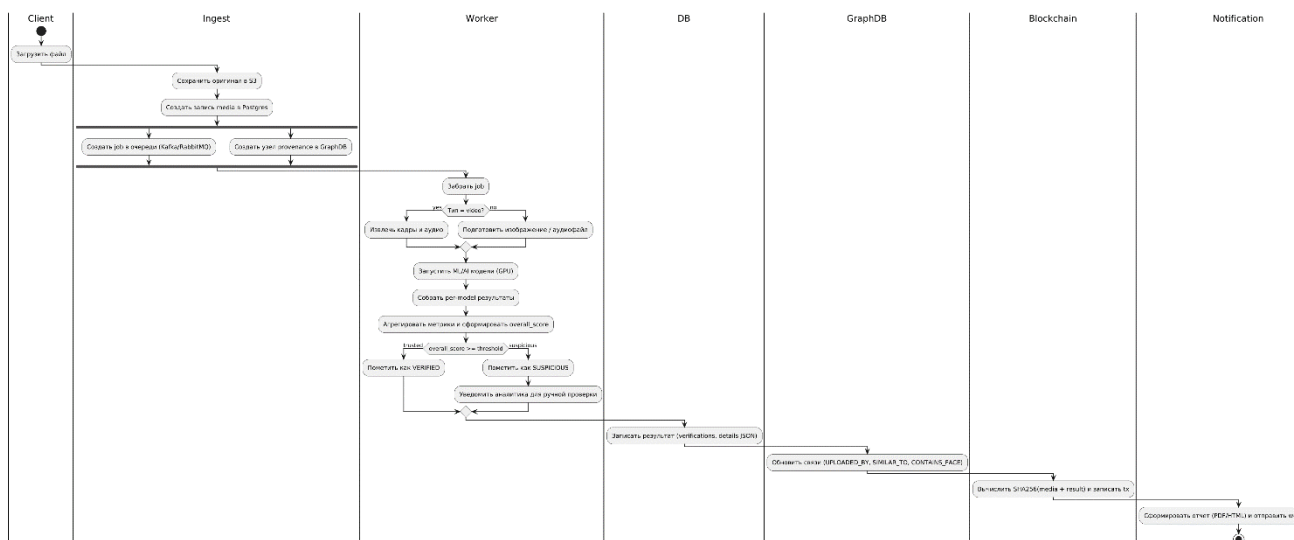 Client
Ingest
Worker
DB
GraphDB
Blockchain
Notification
Загрузить файл
Сохранить оригинал в S3
Создать запись media в Postgres
Создать job в очереди (Kafka/RabbitMQ)
Создать узел provenance в GraphDB
Забрать job
yes
Тип = video?
no
Извлечь кадры и аудио
Подготовить изображение / аудиофайл
Запустить ML/AI модели (GPU)
Собрать per-model результаты
Агрегировать метрики и сформировать overall_score
trusted
overall_score >= threshold
suspicious
Пометить как VERIFIED
Пометить как SUSPICIOUS
Уведомить аналитика для ручной проверки
Записать результат (verifications, details JSON)
Обновить связи (UPLOADED_BY, SIMILAR_TO, CONTAINS_FACE)
Вычислить SHA256(media + result) и записать tx
Сформировать отчет (PDF/HTML) и отправить